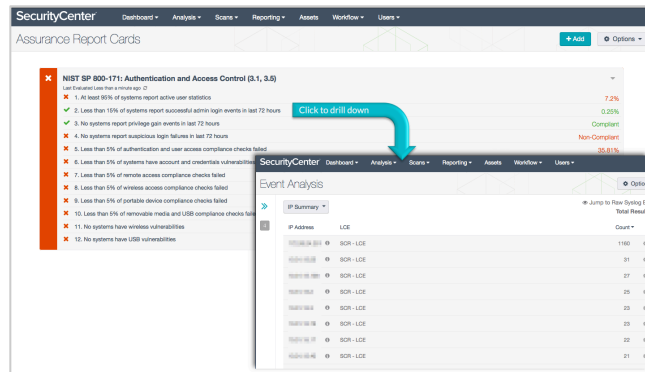 SecurityCenter Dashboard Analysis Scans Reporting Assets Workflow Users
Assurance Report Cards
+ Add Options
NIST SP 800-171: Authentication and Access Control (3.1, 3.5)
Last Evaluated Less than a minute ago
1. At least 95% of systems report active user statistics 7.2%
2. Less than 15% of systems report successful admin login events in last 72 hours 0.25%
Click to drill down
3. No systems report privilege gain events in last 72 hours Compliant
4. No systems report suspicious login failures in last 72 hours Non-Compliant
5. Less than 5% of authentication and user access compliance checks failed 35.81%
6. Less than 5% of systems have account and credentials vulnerabilities
7. Less than 5% of remote access compliance checks failed
8. Less than 5% of wireless access compliance checks failed
9. Less than 5% of portable device compliance checks failed
10. Less than 5% of removable media and USB compliance checks
11. No systems have wireless vulnerabilities
12. No systems have USB vulnerabilities
SecurityCenter Dashboard Analysis Scans Reporting Assets Workflow Users
Event Analysis
Optio
IP Summary
Jump to Raw Syslog E
Total Resul
IP Address LCE Count
SCR - LCE 1160
SCR - LCE 31
SCR - LCE 27
SCR - LCE 25
SCR - LCE 23
SCR - LCE 23
SCR - LCE 22
SCR - LCE 21